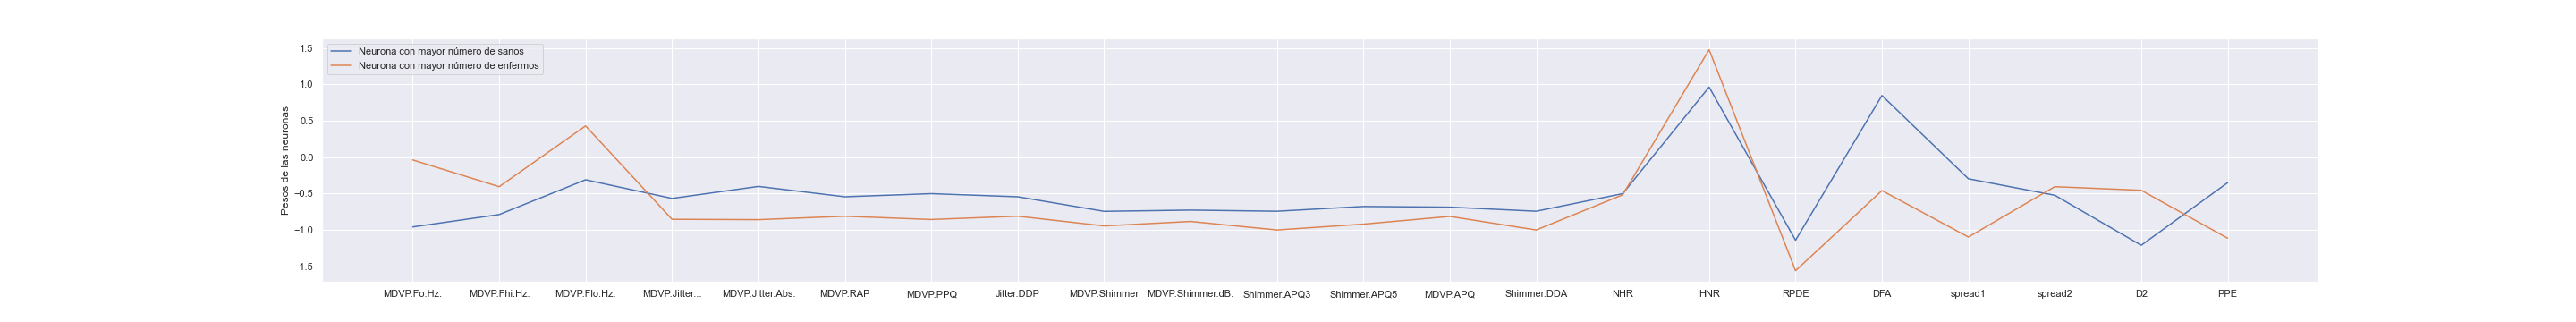 Neurona con mayor número de sanos
Neurona con mayor número de enfermos
Pesos de las neuronas
1.5
1.0
0.5
0.0
−0.5
−1.0
−1.5
MDVP.Fo.Hz. MDVP.Fhi.Hz. MDVP.Flo.Hz. MDVP.Jitter... MDVP.Jitter.Abs. MDVP.RAP MDVP.PPQ Jitter.DDP MDVP.Shimmer MDVP.Shimmer.dB. Shimmer.APQ3 Shimmer.APQ5 MDVP.APQ Shimmer.DDA NHR HNR RPDE DFA spread1 spread2 D2 PPE